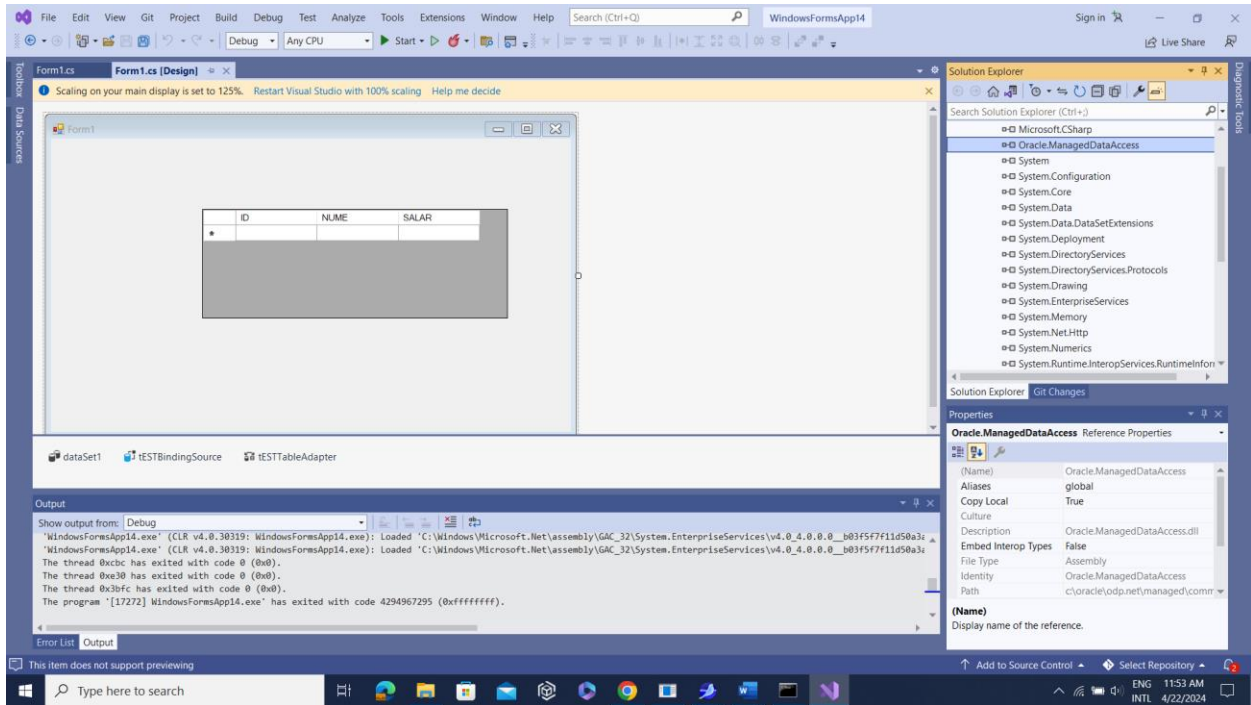 File Edit View Git Project Build Debug Test Analyze Tools Extensions Window Help Search (Ctrl+Q) WindowsFormsApp14 Sign in
Debug Any CPU Start Live Share
Toolbox
Data Sources
Form1.cs Form1.cs [Design]
Scaling on your main display is set to 125%. Restart Visual Studio with 100% scaling Help me decide
Form1
ID NUME SALAR
dataSet1 tESTBindingSource tESTTableAdapter
Output
Show output from: Debug
'WindowsFormsApp14.exe' (CLR v4.0.30319: WindowsFormsApp14.exe): Loaded 'C:\Windows\Microsoft.Net\assembly\GAC_32\System.EnterpriseServices\v4.0_4.0.0.0__b03f5f7f11d50a3a
'WindowsFormsApp14.exe' (CLR v4.0.30319: WindowsFormsApp14.exe): Loaded 'C:\Windows\Microsoft.Net\assembly\GAC_32\System.EnterpriseServices\v4.0_4.0.0.0__b03f5f7f11d50a3a
The thread 0xcbc has exited with code 0 (0x0).
The thread 0xe30 has exited with code 0 (0x0).
The thread 0x3bfc has exited with code 0 (0x0).
The program '[17272] WindowsFormsApp14.exe' has exited with code 4294967295 (0xffffffff).
Error List Output
Solution Explorer
Search Solution Explorer (Ctrl+;)
Microsoft.CSharp
Oracle.ManagedDataAccess
System
System.Configuration
System.Core
System.Data
System.Data.DataSetExtensions
System.Deployment
System.DirectoryServices
System.DirectoryServices.Protocols
System.Drawing
System.EnterpriseServices
System.Memory
System.Net.Http
System.Numerics
System.Runtime.InteropServices.RuntimeInforn
Solution Explorer Git Changes
Properties
Oracle.ManagedDataAccess Reference Properties
(Name) Oracle.ManagedDataAccess
Aliases global
Copy Local True
Culture
Description Oracle.ManagedDataAccess.dll
Embed Interop Types False
File Type Assembly
Identity Oracle.ManagedDataAccess
Path c:\oracle\odp.net\managed\comm
(Name)
Display name of the reference.
Diagnostic Tools
This item does not support previewing Add to Source Control Select Repository 2
Type here to search ENG 11:53 AM
INTL 4/22/2024